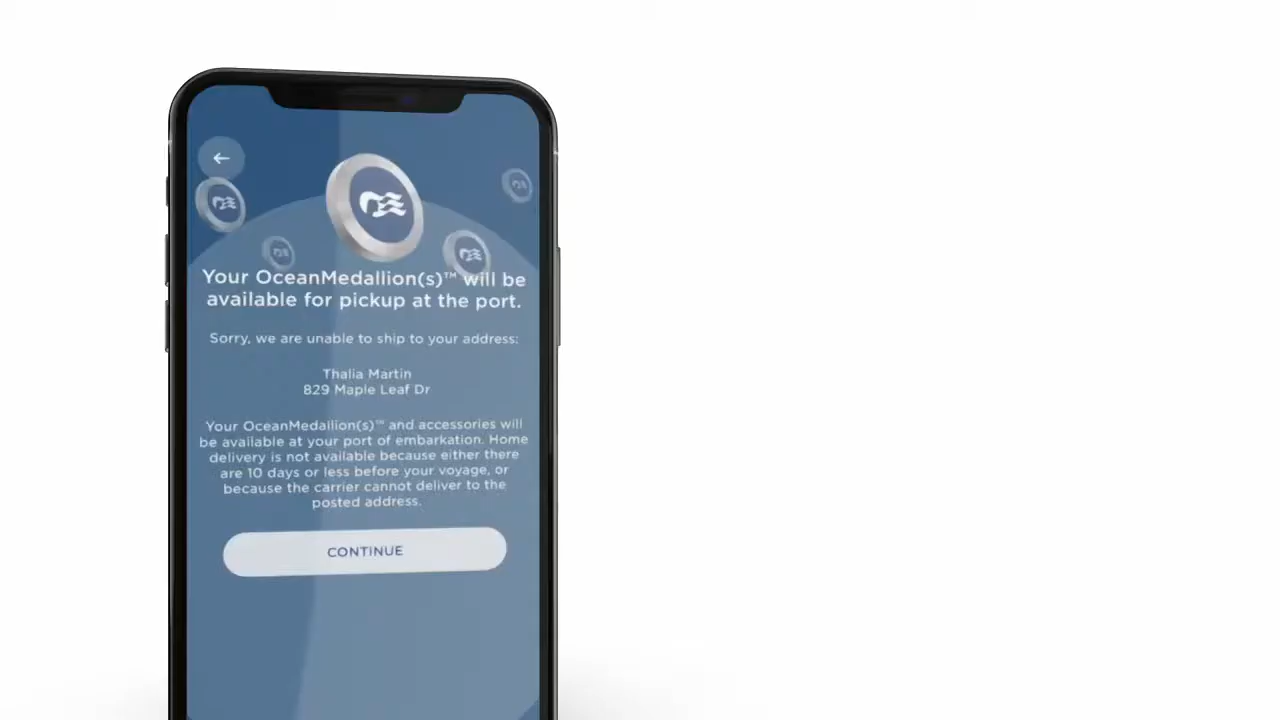 Your OceanMedallion(s)™ will be
available for pickup at the port.
Sorry, we are unable to ship to your address:
Thalia Martin
829 Maple Leaf Dr
Your OceanMedallion(s)™ and accessories will
be available at your port of embarkation. Home
delivery is not available because either there
are 10 days or less before your voyage, or
because the carrier cannot deliver to the
posted address.
CONTINUE